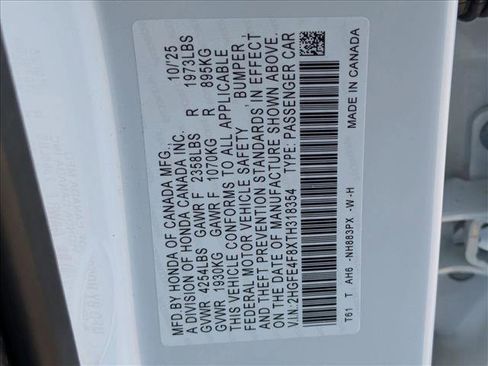 MFD.BY HONDA OF CANADA MFG., 10/25
A DIVISION OF HONDA CANADA INC.
GVWR 4254LBS GAWR F 2358LBS R 1973LBS
GVWR 1930KG GAWR F 1070KG R 895KG
THIS VEHICLE CONFORMS TO ALL APPLICABLE
FEDERAL MOTOR VEHICLE SAFETY, BUMPER,
AND THEFT PREVENTION STANDARDS IN EFFECT
ON THE DATE OF MANUFACTURE SHOWN ABOVE.
V.I.N.:2HGFE4F8XTH318354 TYPE: PASSENGER CAR
T61 T AH6 -NH883PX -W-H MADE IN CANADA